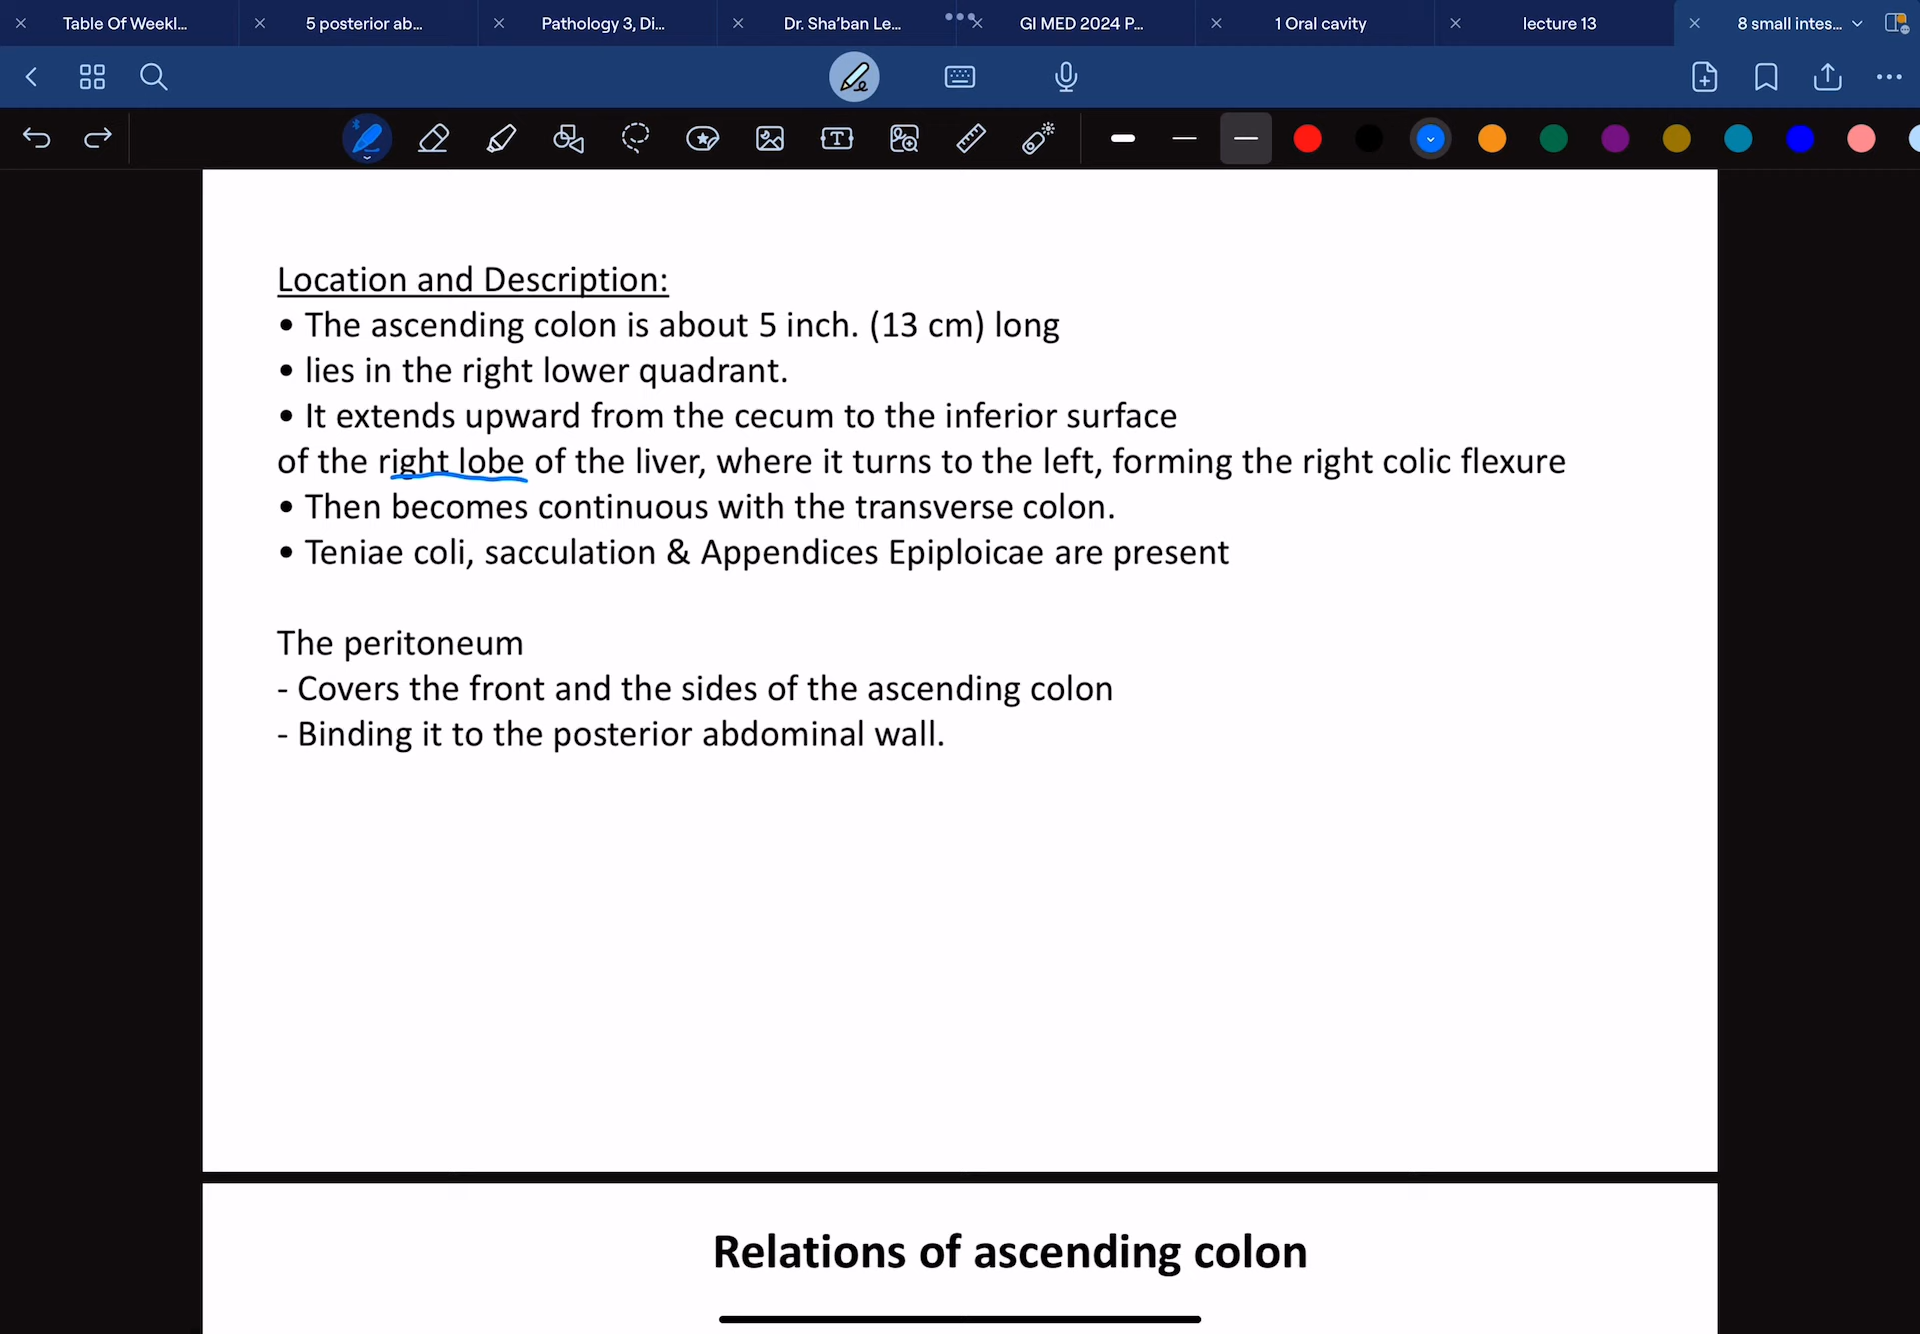 Table Of Weekl...
5 posterior ab...
Pathology 3, Di...
Dr. Sha'ban Le...
GI MED 2024 P...
1 Oral cavity
lecture 13
8 small intes...
Location and Description:
• The ascending colon is about 5 inch. (13 cm) long
• lies in the right lower quadrant.
• It extends upward from the cecum to the inferior surface
of the right lobe of the liver, where it turns to the left, forming the right colic flexure
• Then becomes continuous with the transverse colon.
• Teniae coli, sacculation & Appendices Epiploicae are present
The peritoneum
- Covers the front and the sides of the ascending colon
- Binding it to the posterior abdominal wall.
Relations of ascending colon